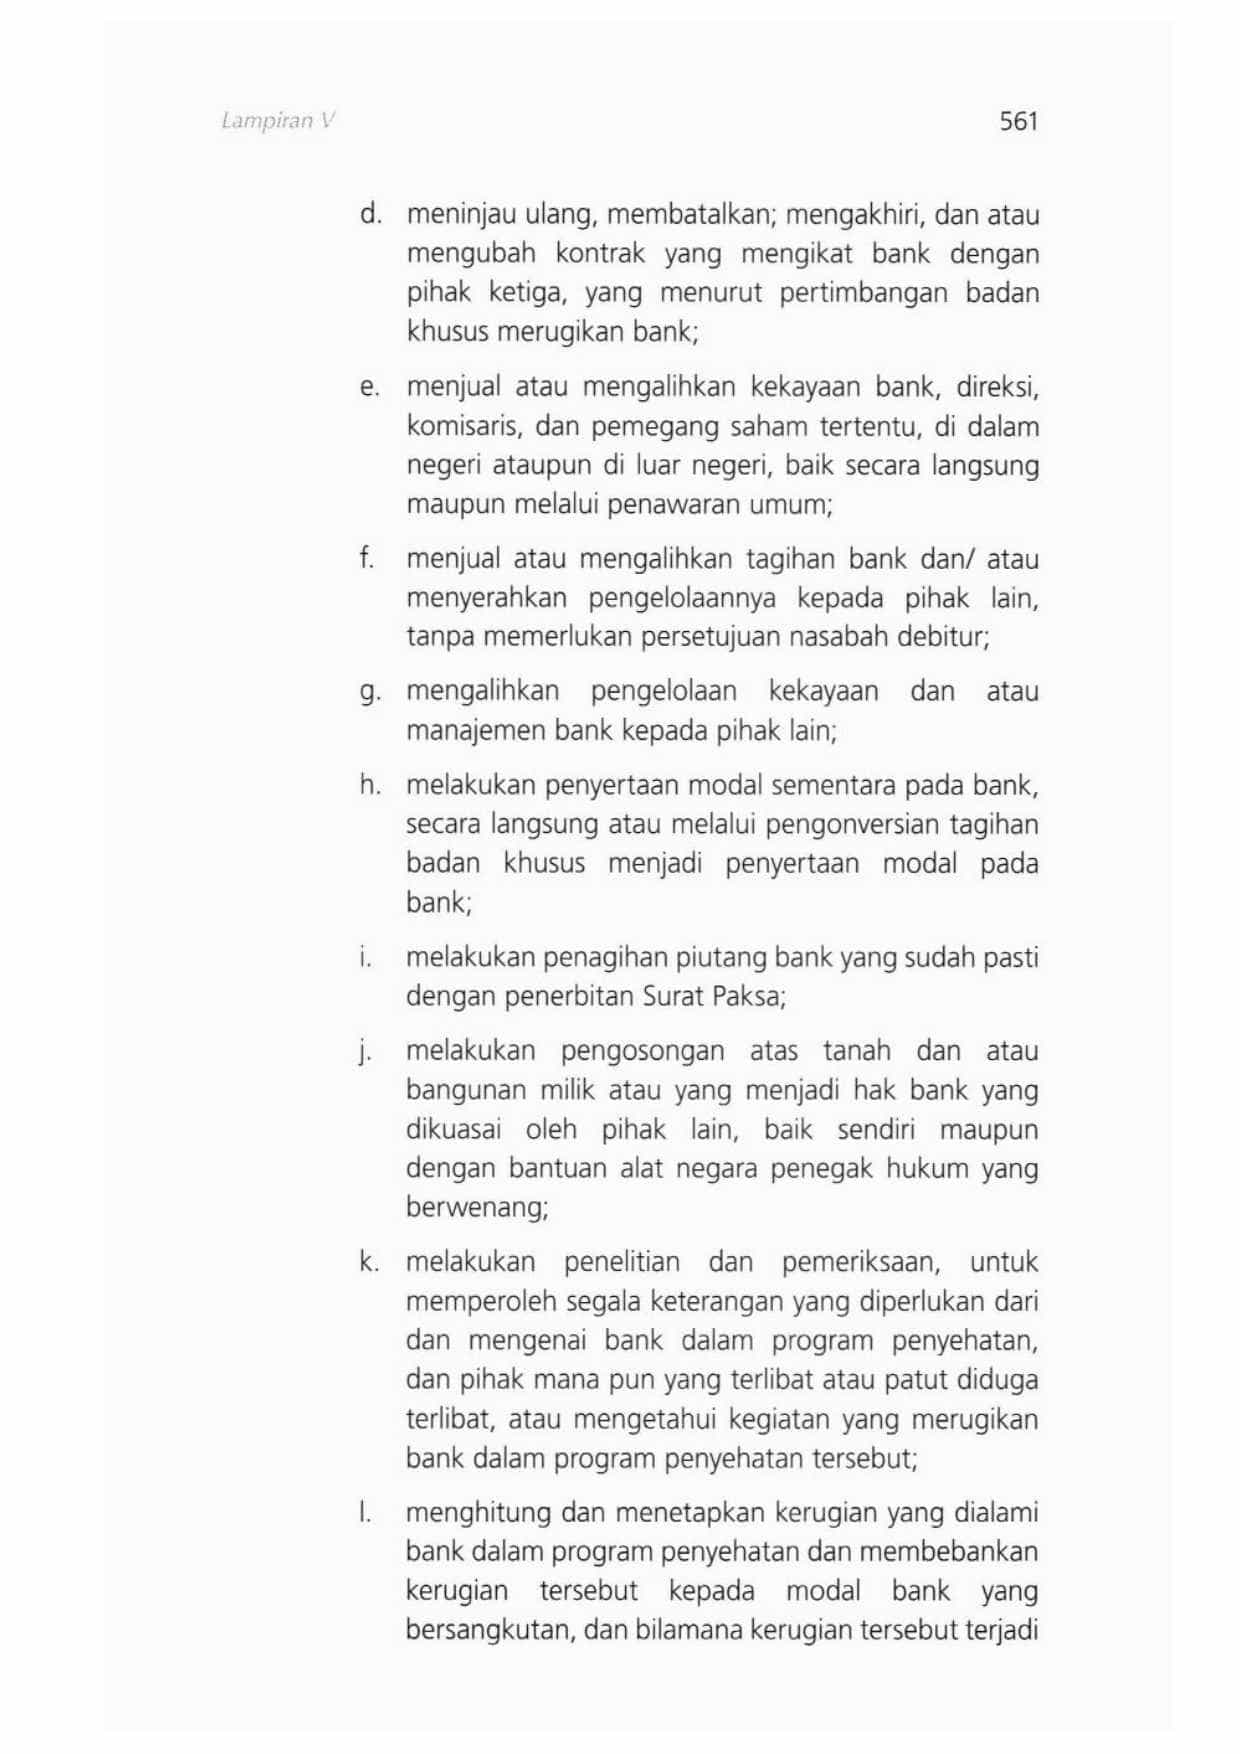 Lampiran V 561
d. meninjau ulang, membatalkan; mengakhiri, dan atau
mengubah kontrak yang mengikat bank dengan
pihak ketiga, yang menurut pertimbangan badan
khusus merugikan bank;
e. menjual atau mengalihkan kekayaan bank, direksi,
komisaris, dan pemegang saham tertentu, di dalam
negeri ataupun di luar negeri, baik secara langsung
maupun melalui penawaran umum;
f. menjual atau mengalihkan tagihan bank dan/ atau
menyerahkan pengelolaannya kepada pihak lain,
tanpa memerlukan persetujuan nasabah debitur;
g. mengalihkan pengelolaan kekayaan dan atau
manajemen bank kepada pihak lain;
h. melakukan penyertaan modal sementara pada bank,
secara langsung atau melalui pengonversian tagihan
badan khusus menjadi penyertaan modal pada
bank;
i. melakukan penagihan piutang bank yang sudah pasti
dengan penerbitan Surat Paksa;
j. melakukan pengosongan atas tanah dan atau
bangunan milik atau yang menjadi hak bank yang
dikuasai oleh pihak lain, baik sendiri maupun
dengan bantuan alat negara penegak hukum yang
berwenang;
k. melakukan penelitian dan pemeriksaan, untuk
memperoleh segala keterangan yang diperlukan dari
dan mengenai bank dalam program penyehatan,
dan pihak mana pun yang terlibat atau patut diduga
terlibat, atau mengetahui kegiatan yang merugikan
bank dalam program penyehatan tersebut;
l. menghitung dan menetapkan kerugian yang dialami
bank dalam program penyehatan dan membebankan
kerugian tersebut kepada modal bank yang
bersangkutan, dan bilamana kerugian tersebut terjadi